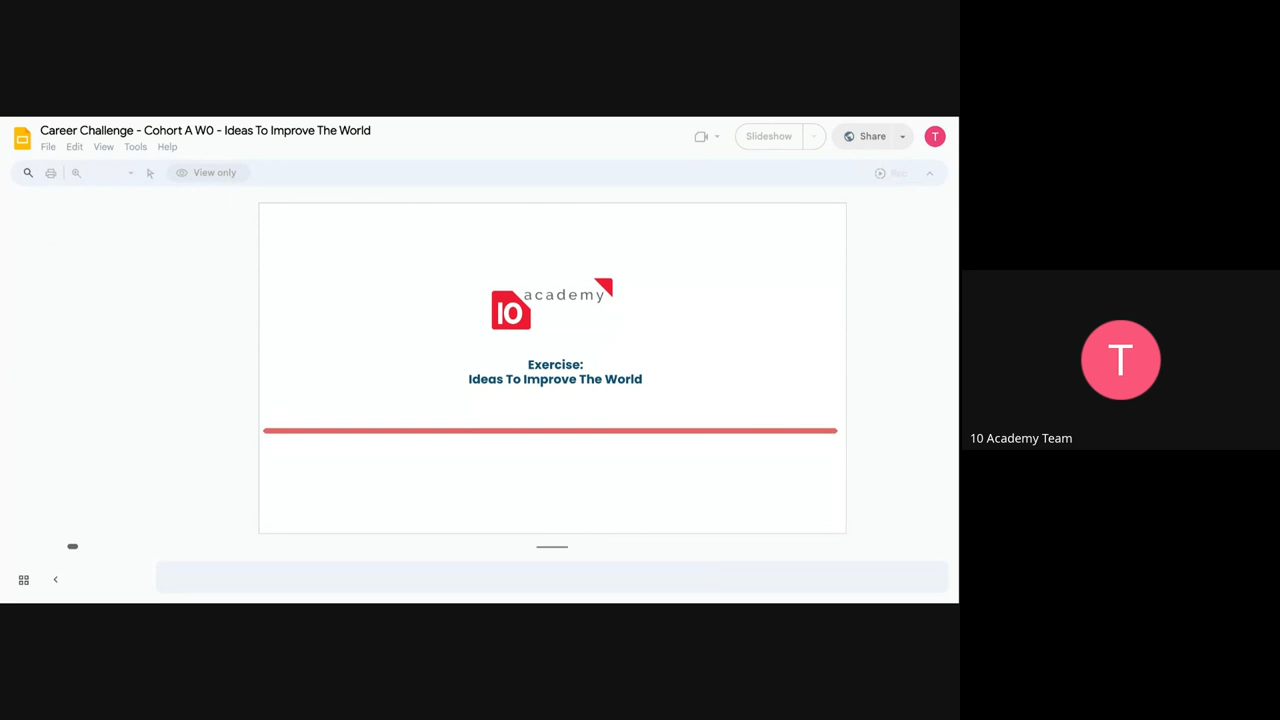 Career Challenge - Cohort A W0 - Ideas To Improve The World
File Edit View Tools Help
Slideshow
Share
T
View only
Rec
10 academy
Exercise:
Ideas To Improve The World
T
10 Academy Team